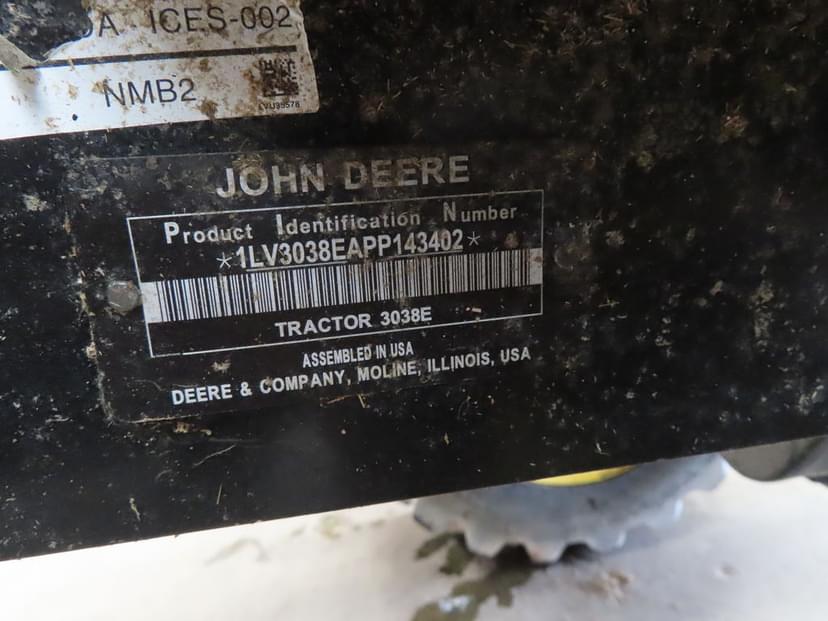 ICES-002
NMB2
JOHN DEERE
Product Identification Number
*1LV3038EAPP143402*
TRACTOR 3038E
ASSEMBLED IN USA
DEERE & COMPANY, MOLINE, ILLINOIS, USA